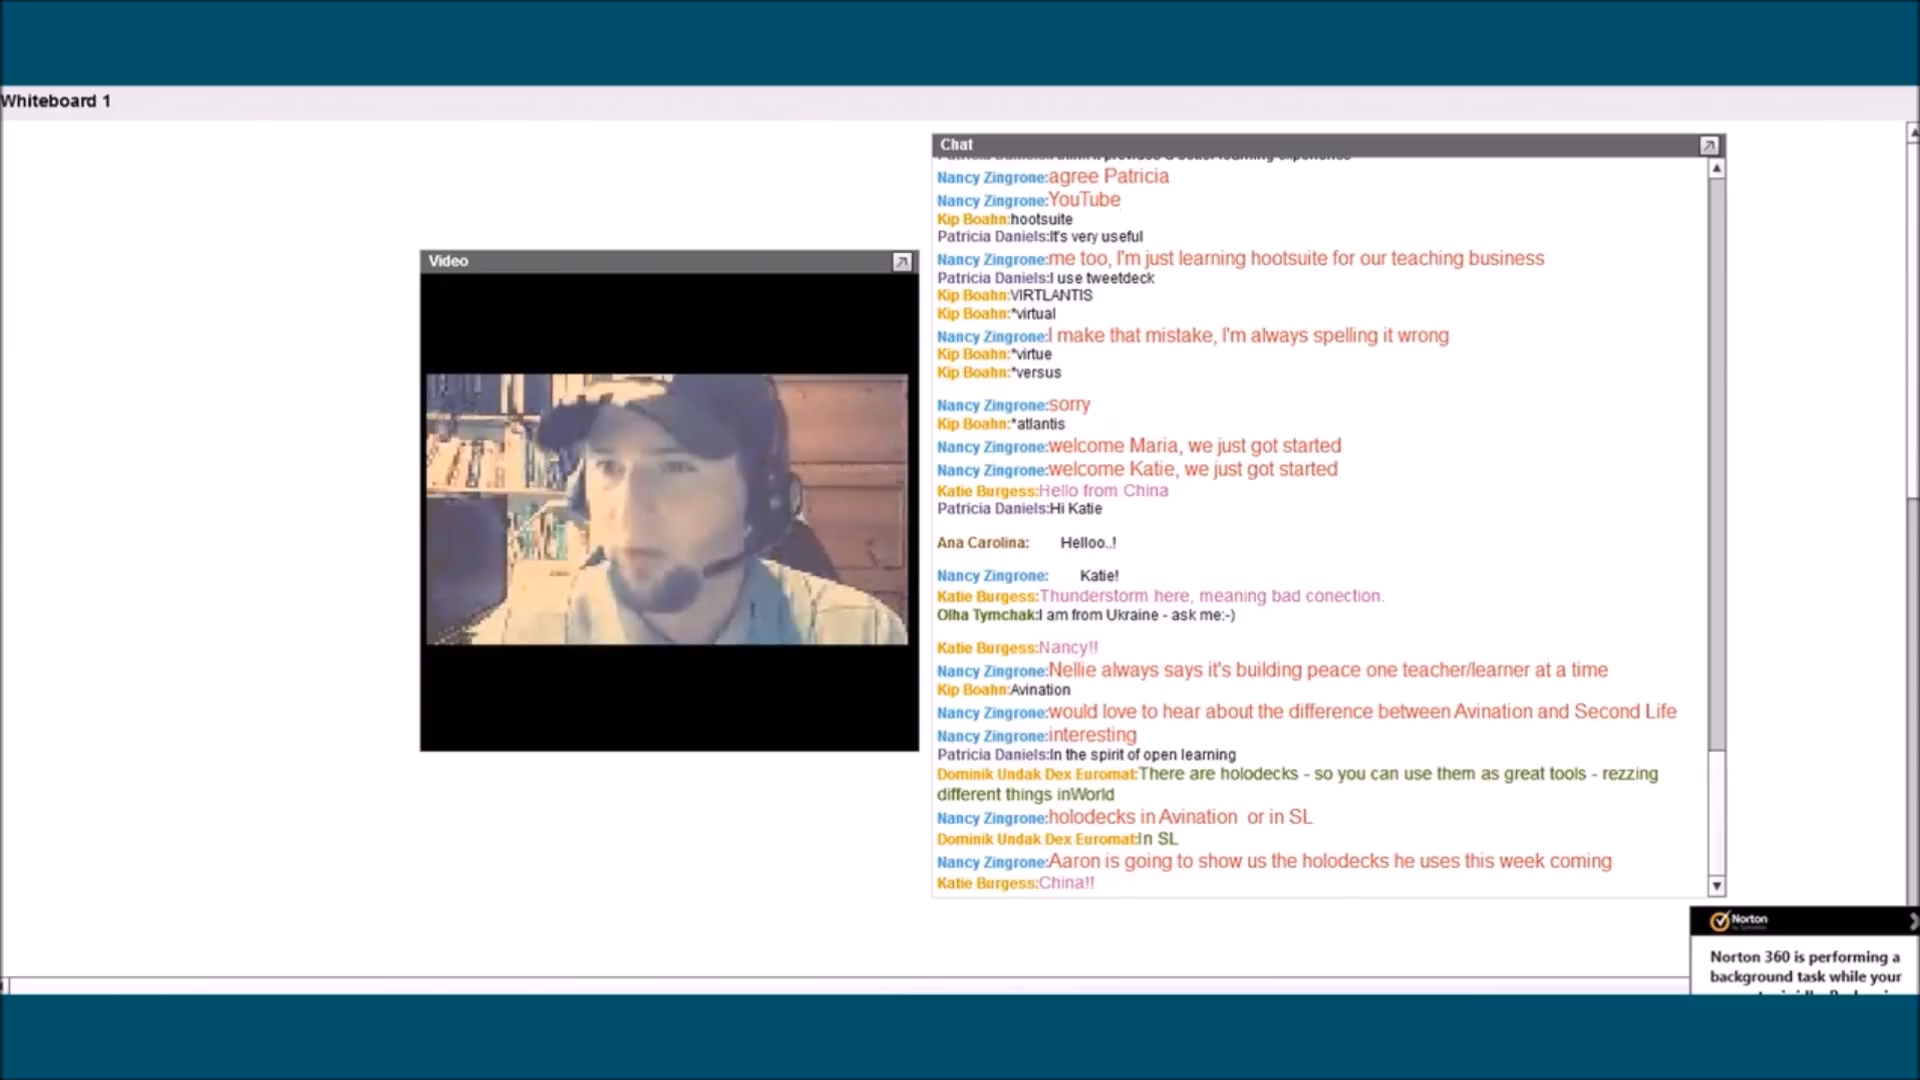 Whiteboard 1
Video
Chat
Nancy Zingrone:agree Patricia
Nancy Zingrone:YouTube
Kip Boahn:hootsuite
Patricia Daniels:It's very useful
Nancy Zingrone:me too, I'm just learning hootsuite for our teaching business
Patricia Daniels:I use tweetdeck
Kip Boahn:VIRTLANTIS
Kip Boahn:*virtual
Nancy Zingrone:I make that mistake, I'm always spelling it wrong
Kip Boahn:*virtue
Kip Boahn:*versus
Nancy Zingrone:sorry
Kip Boahn:*atlantis
Nancy Zingrone:welcome Maria, we just got started
Nancy Zingrone:welcome Katie, we just got started
Katie Burgess:Hello from China
Patricia Daniels:Hi Katie
Ana Carolina: Helloo..!
Nancy Zingrone: Katie!
Katie Burgess:Thunderstorm here, meaning bad conection.
Olha Tymchak:I am from Ukraine - ask me:-)
Katie Burgess:Nancy!!
Nancy Zingrone:Nellie always says it's building peace one teacher/learner at a time
Kip Boahn:Avination
Nancy Zingrone:would love to hear about the difference between Avination and Second Life
Nancy Zingrone:interesting
Patricia Daniels:In the spirit of open learning
Dominik Undak Dex Euromat:There are holodecks - so you can use them as great tools - rezzing
different things inWorld
Nancy Zingrone:holodecks in Avination or in SL
Dominik Undak Dex Euromat:In SL
Nancy Zingrone:Aaron is going to show us the holodecks he uses this week coming
Katie Burgess:China!!
Norton
Norton 360 is performing a
background task while your